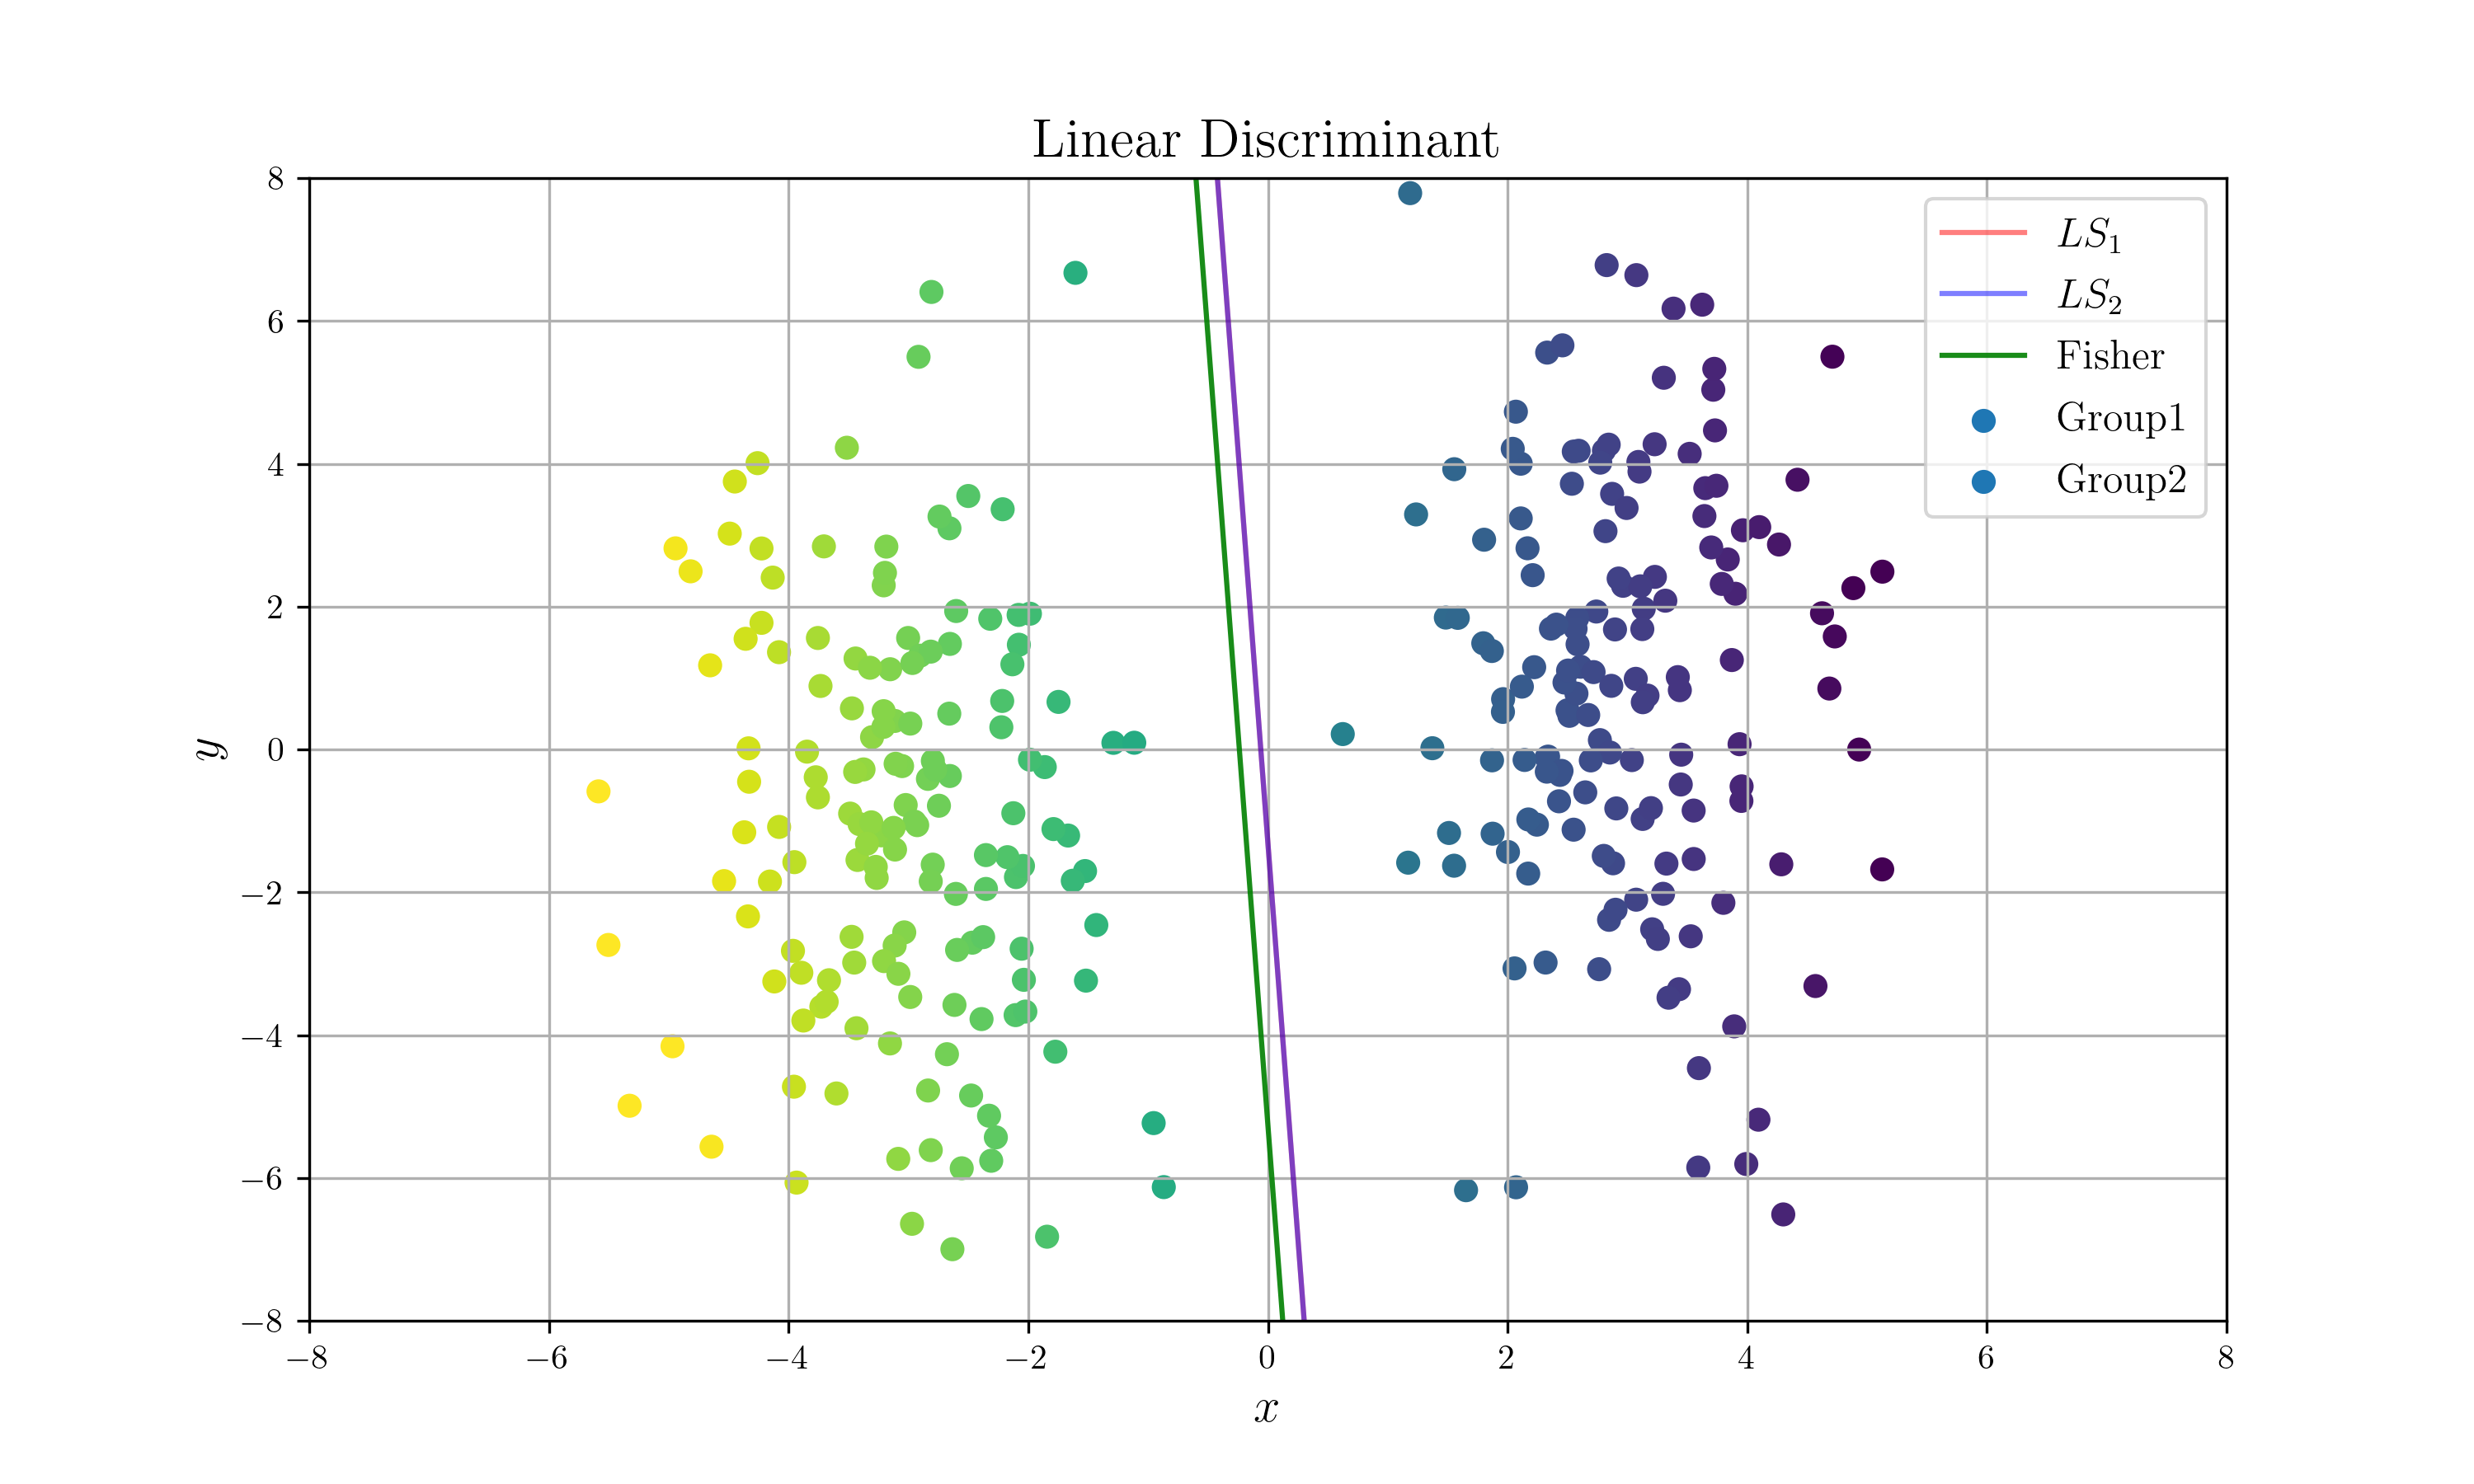 Linear Discriminant
8
6
4
2
0
−2
−4
−6
−8
y
−8 −6 −4 −2 0 2 4 6 8
x
LS₁
LS₂
Fisher
Group1
Group2